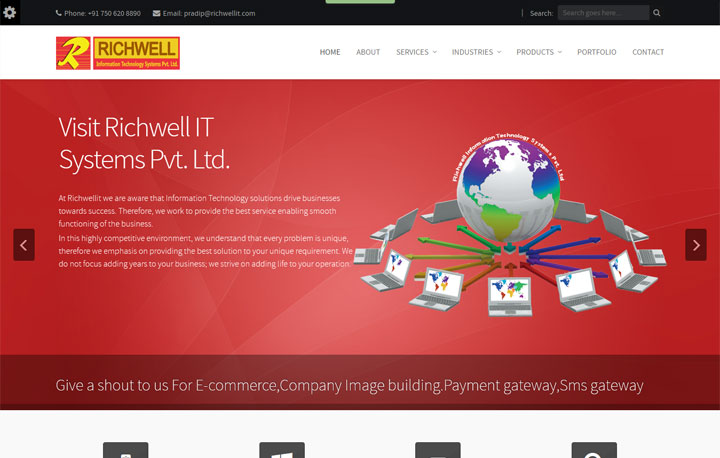 Phone: +91 750 620 8890 Email: pradip@richwellit.com | Search: Search goes here...
R RICHWELL
Information Technology Systems Pvt. Ltd.
HOME ABOUT SERVICES INDUSTRIES PRODUCTS PORTFOLIO CONTACT
Visit Richwell IT
Systems Pvt. Ltd.
Richwell Information Technology Systems Pvt. Ltd.
At Richwellit we are aware that Information Technology solutions drive businesses
towards success. Therefore, we work to provide the best service enabling smooth
functioning of the business.
In this highly competitive environment, we understand that every problem is unique,
therefore we emphasis on providing the best solution to your unique requirement. We
do not focus adding years to your business; we strive on adding life to your operation.
Give a shout to us For E-commerce,Company Image building.Payment gateway,Sms gateway